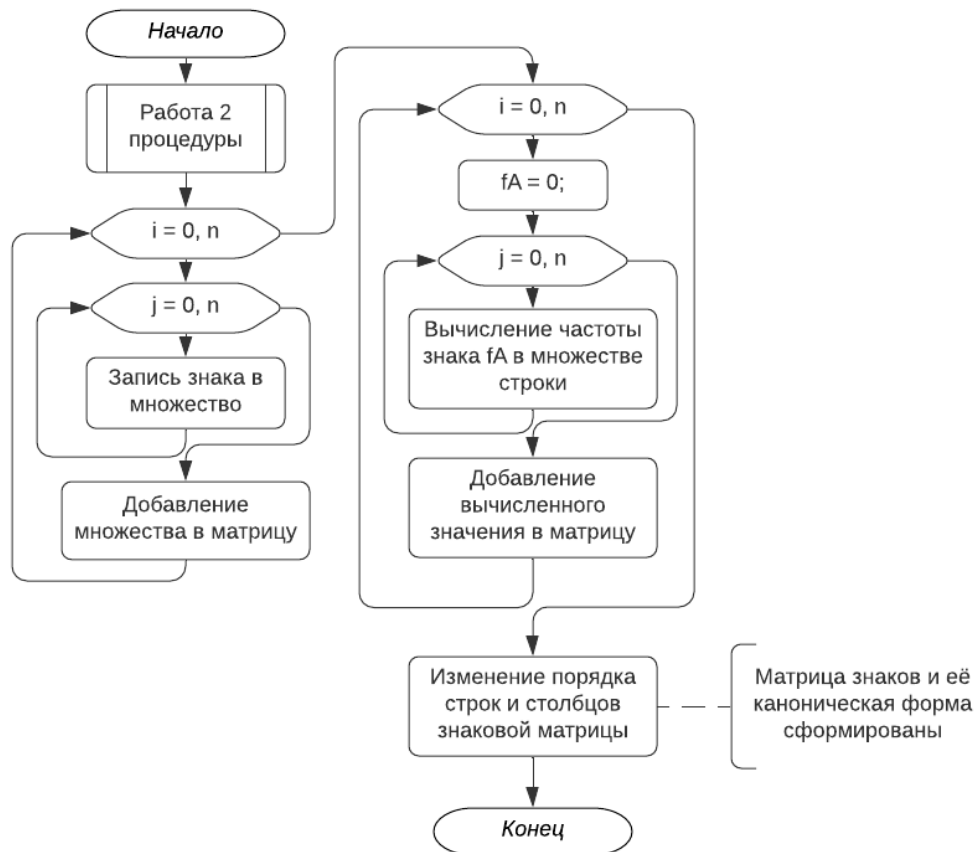 Начало
Работа 2
процедуры
i = 0, n
j = 0, n
Запись знака в
множество
Добавление
множества в матрицу
i = 0, n
fA = 0;
j = 0, n
Вычисление частоты
знака fA в множестве
строки
Добавление
вычисленного
значения в матрицу
Изменение порядка
строк и столбцов
знаковой матрицы
Матрица знаков и её
каноническая форма
сформированы
Конец